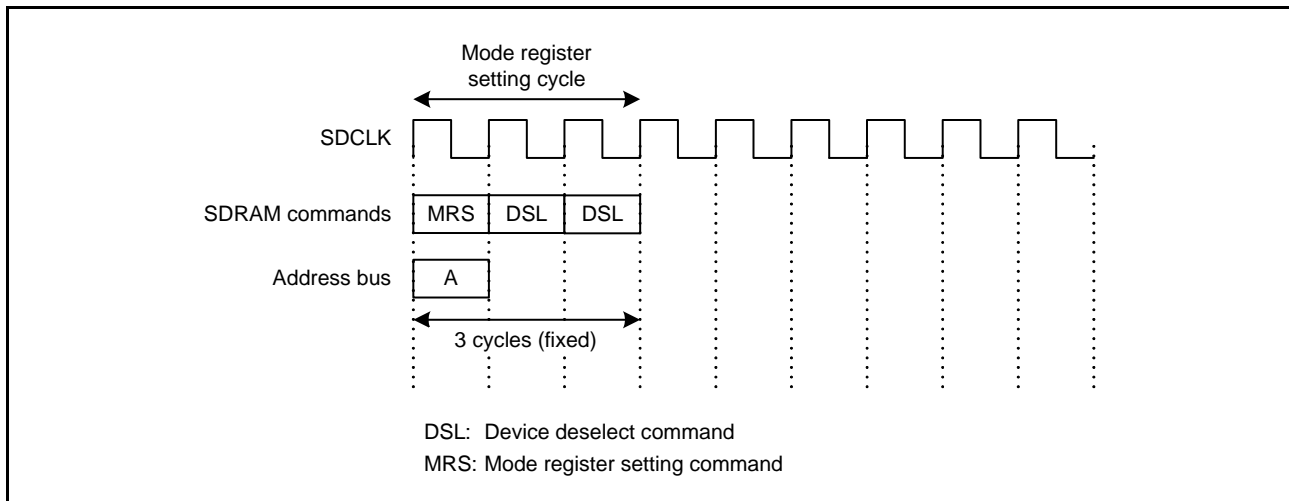 Mode register
setting cycle
SDCLK
SDRAM commands MRS DSL DSL
Address bus A
3 cycles (fixed)
DSL: Device deselect command
MRS: Mode register setting command